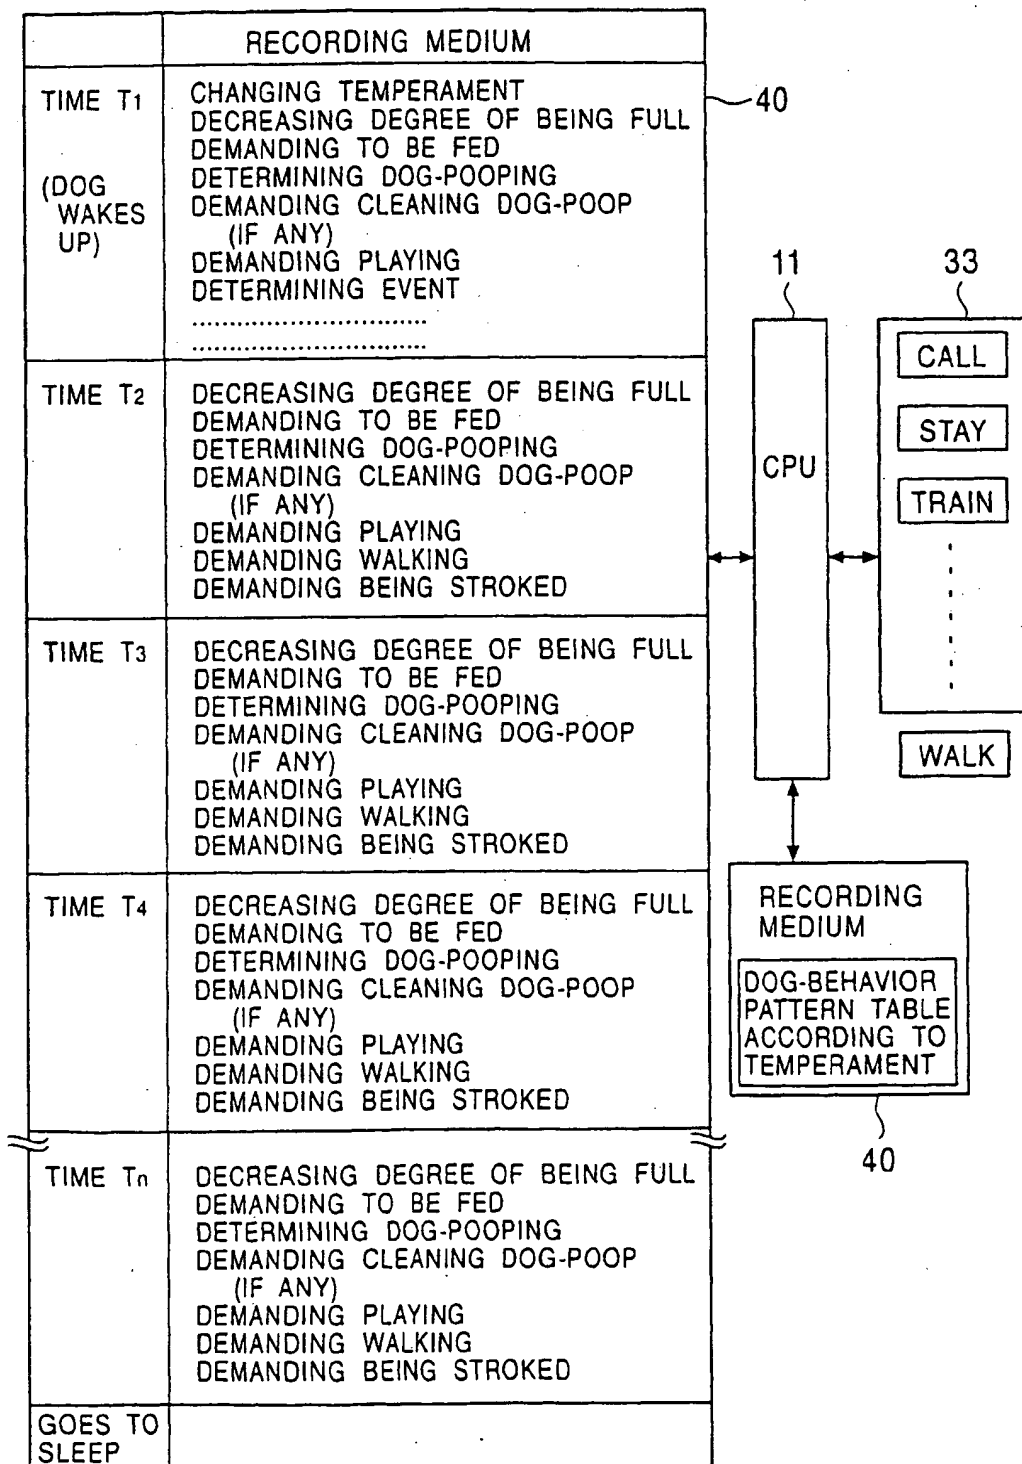 RECORDING MEDIUM
TIME T1
(DOG
WAKES
UP)
CHANGING TEMPERAMENT
DECREASING DEGREE OF BEING FULL
DEMANDING TO BE FED
DETERMINING DOG-POOPING
DEMANDING CLEANING DOG-POOP
(IF ANY)
DEMANDING PLAYING
DETERMINING EVENT
...............................
...............................
40
TIME T2
DECREASING DEGREE OF BEING FULL
DEMANDING TO BE FED
DETERMINING DOG-POOPING
DEMANDING CLEANING DOG-POOP
(IF ANY)
DEMANDING PLAYING
DEMANDING WALKING
DEMANDING BEING STROKED
TIME T3
DECREASING DEGREE OF BEING FULL
DEMANDING TO BE FED
DETERMINING DOG-POOPING
DEMANDING CLEANING DOG-POOP
(IF ANY)
DEMANDING PLAYING
DEMANDING WALKING
DEMANDING BEING STROKED
TIME T4
DECREASING DEGREE OF BEING FULL
DEMANDING TO BE FED
DETERMINING DOG-POOPING
DEMANDING CLEANING DOG-POOP
(IF ANY)
DEMANDING PLAYING
DEMANDING WALKING
DEMANDING BEING STROKED
TIME Tn
DECREASING DEGREE OF BEING FULL
DEMANDING TO BE FED
DETERMINING DOG-POOPING
DEMANDING CLEANING DOG-POOP
(IF ANY)
DEMANDING PLAYING
DEMANDING WALKING
DEMANDING BEING STROKED
GOES TO
SLEEP
11
CPU
33
CALL
STAY
TRAIN
WALK
RECORDING
MEDIUM
DOG-BEHAVIOR
PATTERN TABLE
ACCORDING TO
TEMPERAMENT
40